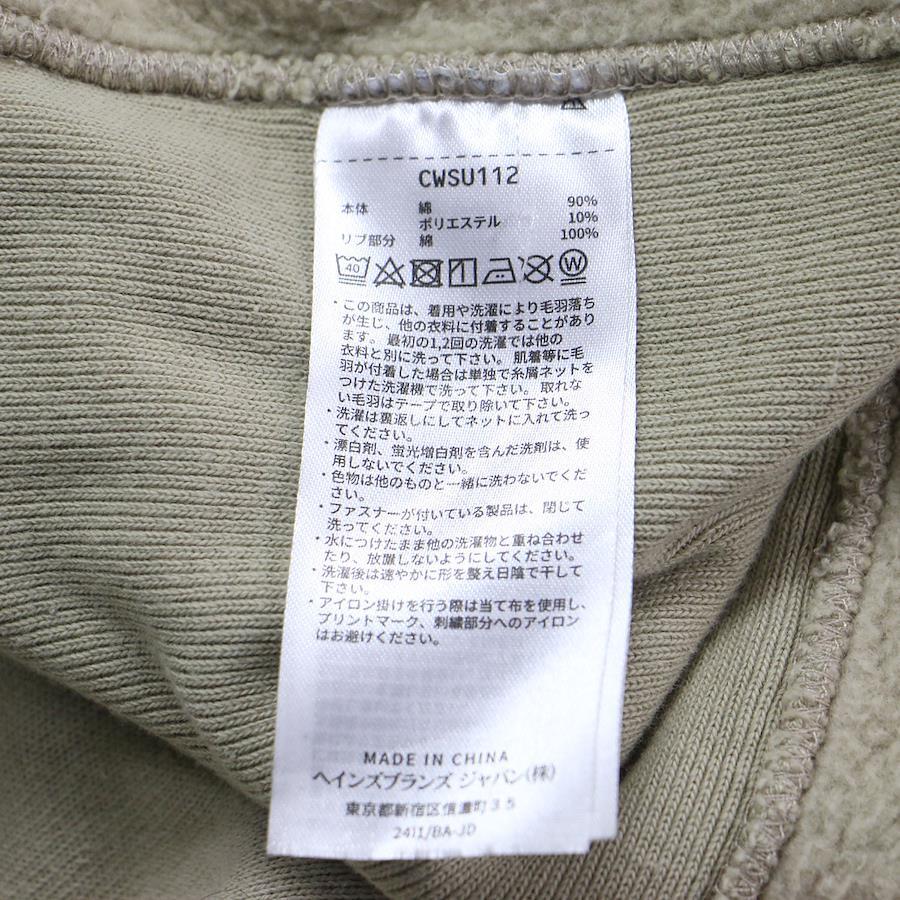 CWSU112
本体 綿 90%
ポリエステル 10%
リブ部分 綿 100%
40 W
・この商品は、着用や洗濯により毛羽落ち
が生じ、他の衣料に付着することがあり
ます。最初の1,2回の洗濯では他の
衣料と別に洗って下さい。肌着等に毛
羽が付着した場合は単独で糸屑ネットを
つけた洗濯機で洗って下さい。取れな
い毛羽はテープで取り除いて下さい。
・洗濯は裏返しにしてネットに入れて洗っ
てください。
・漂白剤、蛍光増白剤を含んだ洗剤は、使
用しないでください。
・色物は他のものと一緒に洗わないでくだ
さい。
・ファスナーが付いている製品は、閉じて
洗ってください。
・水につけたまま他の洗濯物と重ね合わせ
たり、放置しないようにしてください。
・洗濯後は速やかに形を整え日陰で干して
下さい。
・アイロン掛けを行う際は当て布を使用し、
プリントマーク、刺繍部分へのアイロン
はお避けください。
MADE IN CHINA
ヘインズブランズ ジャパン(株)
東京都新宿区信濃町35
2411/BA-JD